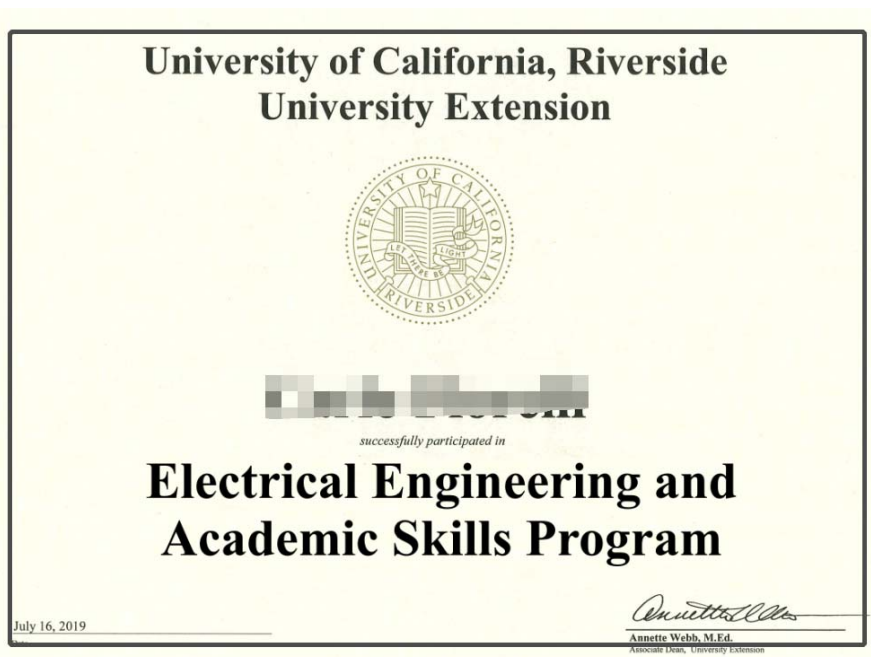 University of California, Riverside
University Extension
UNIVERSITY OF CALIFORNIA
LET THERE BE LIGHT
RIVERSIDE
successfully participated in
Electrical Engineering and
Academic Skills Program
July 16, 2019
Annette Webb, M.Ed.
Associate Dean, University Extension